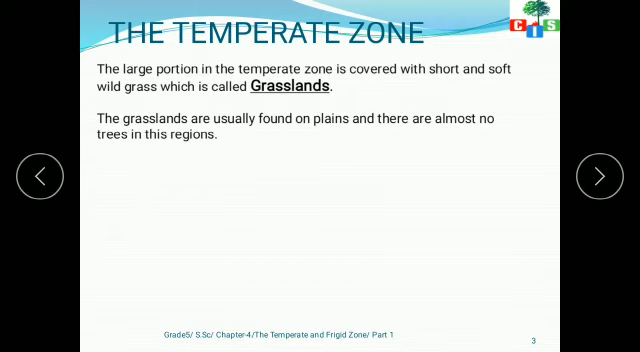 THE TEMPERATE ZONE
C I S
The large portion in the temperate zone is covered with short and soft
wild grass which is called Grasslands.
The grasslands are usually found on plains and there are almost no
trees in this regions.
Grade5/ S.Sc/ Chapter-4/The Temperate and Frigid Zone/ Part 1
3